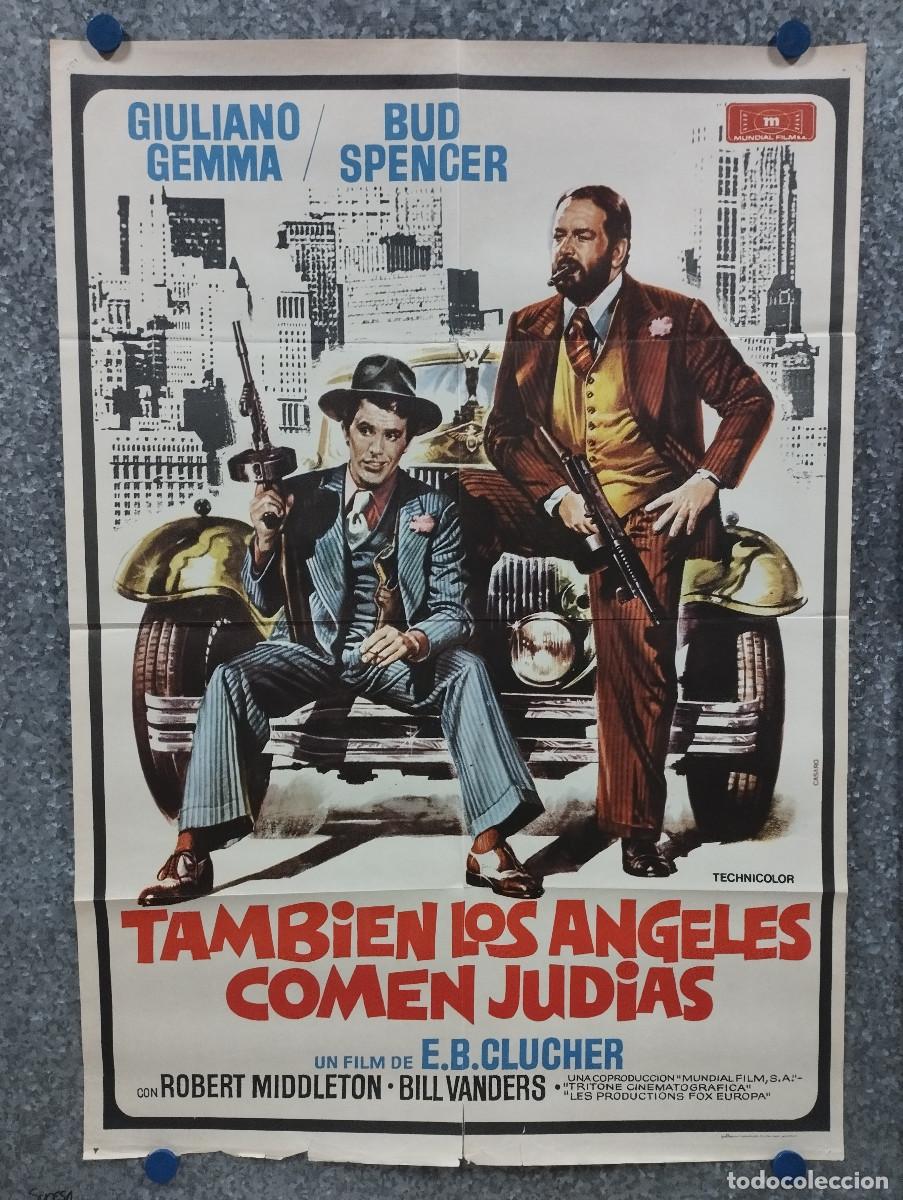 GIULIANO GEMMA / BUD SPENCER
m
MUNDIAL FILM S.A.
CASARO
TECHNICOLOR
TAMBIEN LOS ANGELES
COMEN JUDIAS
UN FILM DE E.B.CLUCHER
CON ROBERT MIDDLETON · BILL VANDERS ·
UNA COPRODUCCION "MUNDIAL FILM, S.A."-
"TRITONE CINEMATOGRAFICA"
"LES PRODUCTIONS FOX EUROPA"
todocoleccion